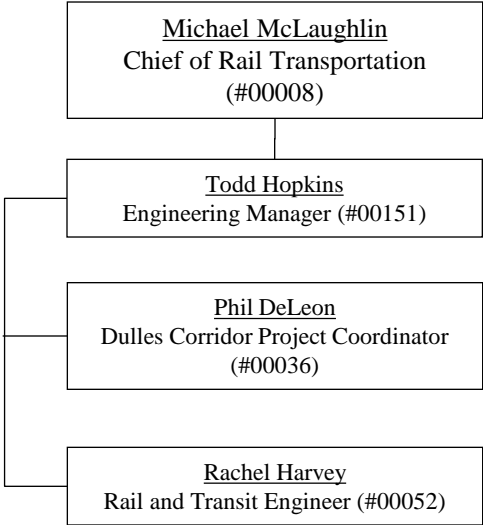 Michael McLaughlin
Chief of Rail Transportation
(#00008)
Todd Hopkins
Engineering Manager (#00151)
Phil DeLeon
Dulles Corridor Project Coordinator
(#00036)
Rachel Harvey
Rail and Transit Engineer (#00052)